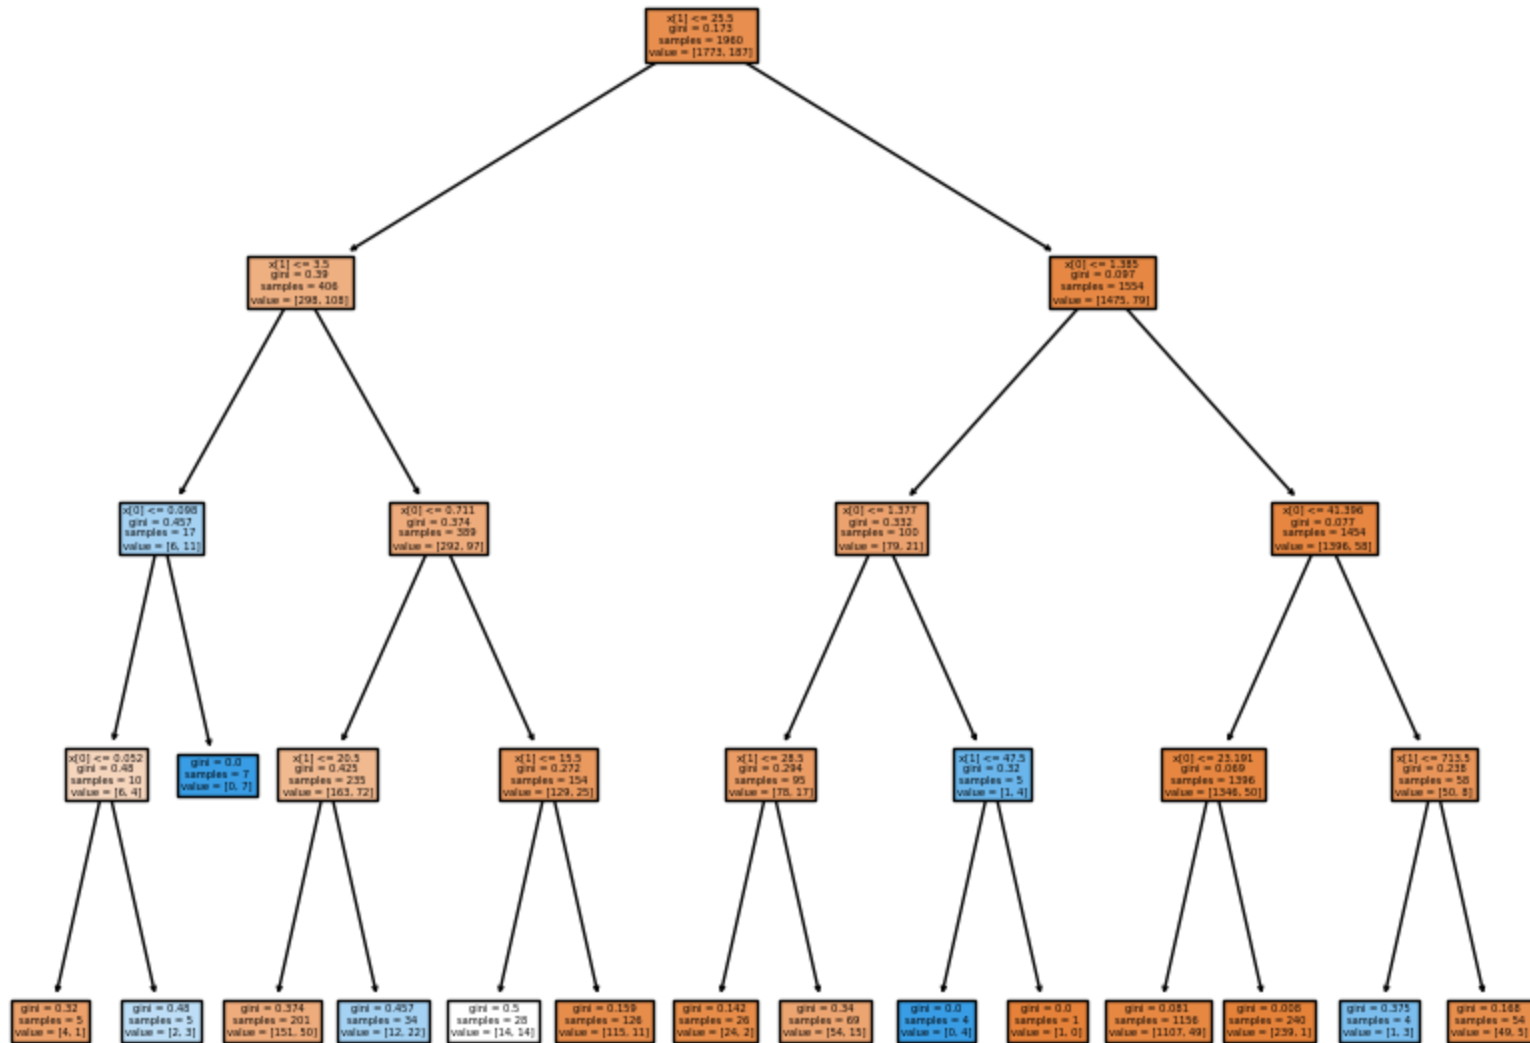 x[1] <= 25.5
gini = 0.173
samples = 1960
value = [1773, 187]
x[1] <= 3.5
gini = 0.39
samples = 406
value = [298, 108]
x[0] <= 1.385
gini = 0.097
samples = 1554
value = [1475, 79]
x[0] <= 0.098
gini = 0.457
samples = 17
value = [6, 11]
x[0] <= 0.711
gini = 0.374
samples = 389
value = [292, 97]
x[0] <= 1.377
gini = 0.332
samples = 100
value = [79, 21]
x[0] <= 41.396
gini = 0.077
samples = 1454
value = [1396, 58]
x[0] <= 0.052
gini = 0.48
samples = 10
value = [6, 4]
gini = 0.0
samples = 7
value = [0, 7]
x[1] <= 20.5
gini = 0.425
samples = 235
value = [163, 72]
x[1] <= 15.5
gini = 0.272
samples = 154
value = [129, 25]
x[1] <= 28.5
gini = 0.294
samples = 95
value = [78, 17]
x[1] <= 47.5
gini = 0.32
samples = 5
value = [1, 4]
x[0] <= 23.191
gini = 0.069
samples = 1396
value = [1346, 50]
x[1] <= 713.5
gini = 0.238
samples = 58
value = [50, 8]
gini = 0.32
samples = 5
value = [4, 1]
gini = 0.48
samples = 5
value = [2, 3]
gini = 0.374
samples = 201
value = [151, 50]
gini = 0.457
samples = 34
value = [12, 22]
gini = 0.5
samples = 28
value = [14, 14]
gini = 0.159
samples = 126
value = [115, 11]
gini = 0.142
samples = 26
value = [24, 2]
gini = 0.34
samples = 69
value = [54, 15]
gini = 0.0
samples = 4
value = [0, 4]
gini = 0.0
samples = 1
value = [1, 0]
gini = 0.081
samples = 1156
value = [1107, 49]
gini = 0.008
samples = 240
value = [239, 1]
gini = 0.375
samples = 4
value = [1, 3]
gini = 0.168
samples = 54
value = [49, 5]